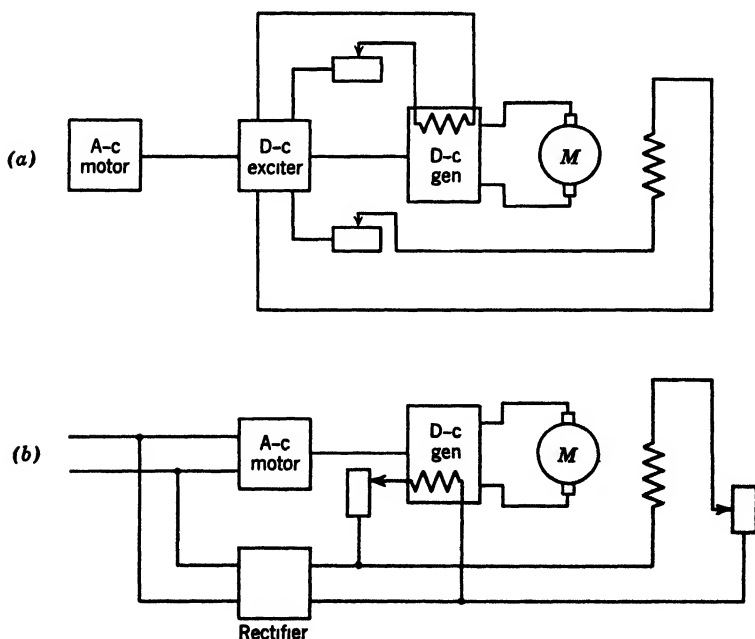 (a)
A-c
motor
D-c
exciter
D-c
gen
M
(b)
A-c
motor
D-c
gen
M
Rectifier